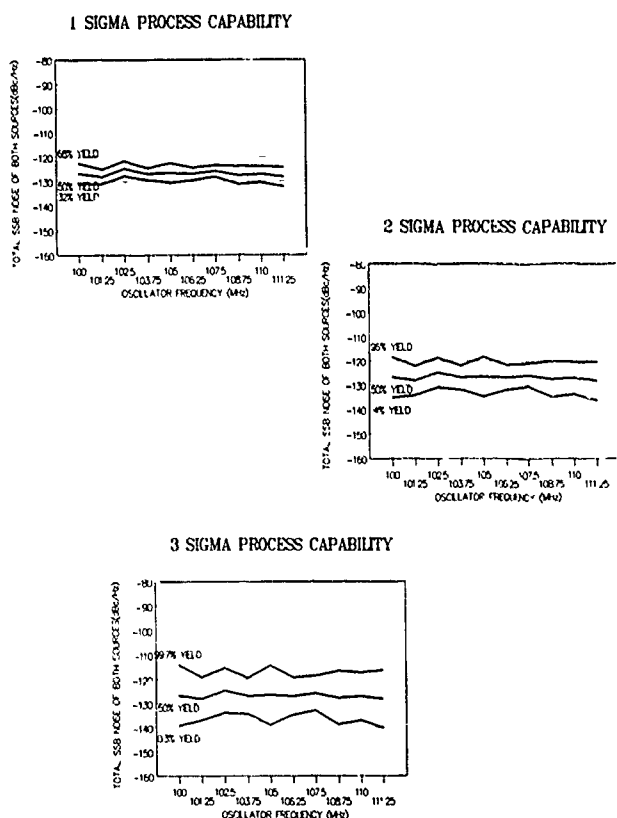 1 SIGMA PROCESS CAPABILITY
TOTAL SSB NOISE OF BOTH SOURCES(dBc/Hz)
-80
-90
-100
-110
-120
-130
-140
-150
-160
68% YIELD
50% YIELD
32% YIELD
100 102.5 105 107.5 110
101.25 103.75 106.25 108.75 111.25
OSCILLATOR FREQUENCY (MHz)
2 SIGMA PROCESS CAPABILITY
TOTAL SSB NOISE OF BOTH SOURCES(dBc/Hz)
-80
-90
-100
-110
-120
-130
-140
-150
-160
96% YIELD
50% YIELD
4% YIELD
100 102.5 105 107.5 110
101.25 103.75 106.25 108.75 111.25
OSCILLATOR FREQUENCY (MHz)
3 SIGMA PROCESS CAPABILITY
TOTAL SSB NOISE OF BOTH SOURCES(dBc/Hz)
-80
-90
-100
-110
-120
-130
-140
-150
-160
99.7% YIELD
50% YIELD
0.3% YIELD
100 102.5 105 107.5 110
101.25 103.75 106.25 108.75 111.25
OSCILLATOR FREQUENCY (MHz)